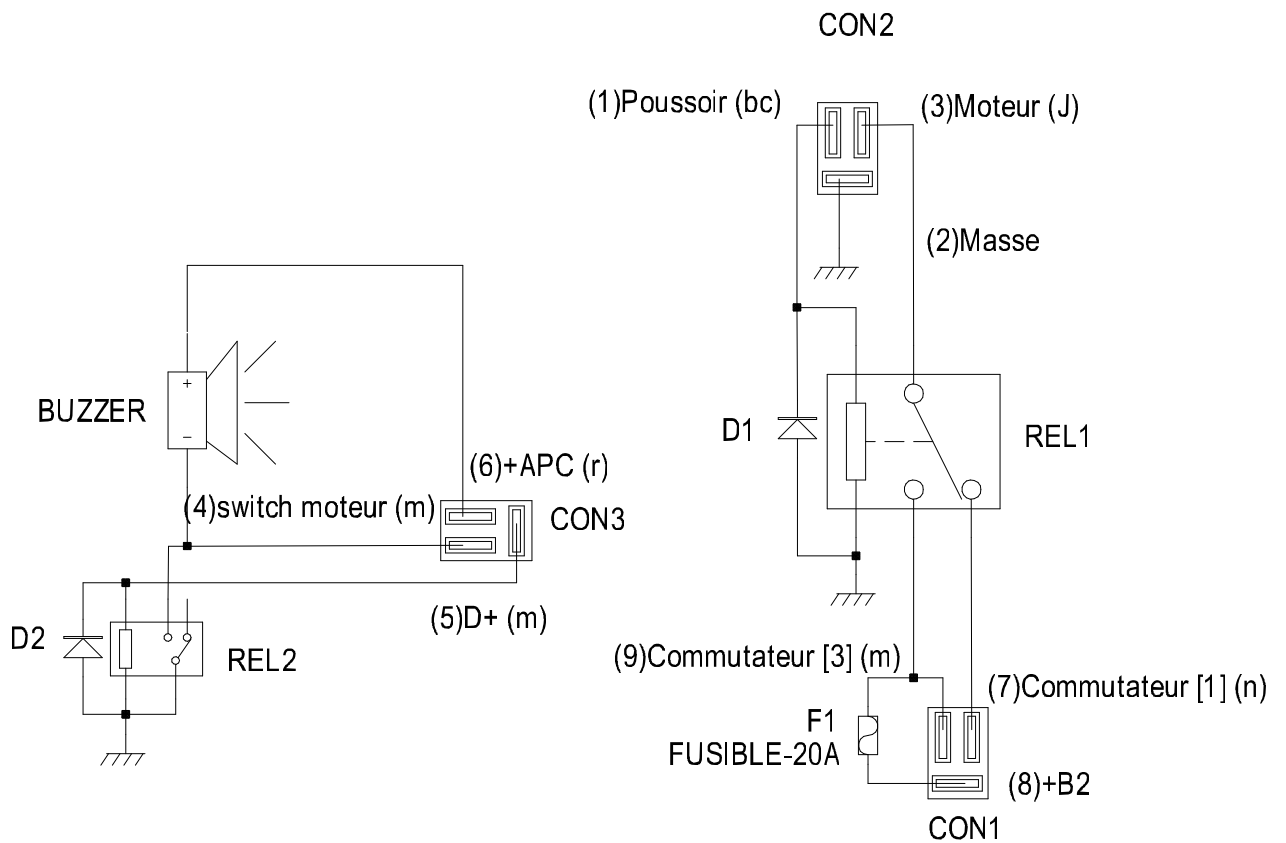 CON2
(1)Poussoir (bc)
(3)Moteur (J)
(2)Masse
+
BUZZER
−
D1
REL1
(6)+APC (r)
(4)switch moteur (m)
CON3
(5)D+ (m)
D2
REL2
(9)Commutateur [3] (m)
(7)Commutateur [1] (n)
F1
FUSIBLE-20A
(8)+B2
CON1